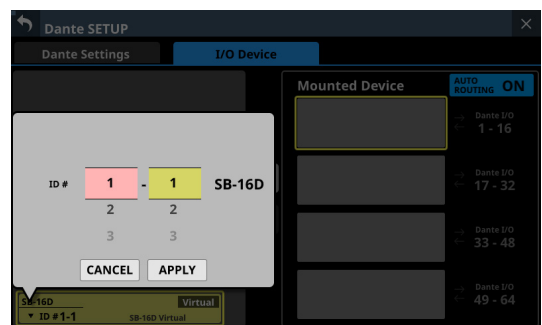 Dante SETUP
Dante Settings
I/O Device
Mounted Device
AUTO ROUTING ON
Dante I/O
1 - 16
Dante I/O
17 - 32
Dante I/O
33 - 48
Dante I/O
49 - 64
ID # 1 - 1 SB-16D
2 2
3 3
CANCEL APPLY
SB-16D Virtual
▼ ID # 1-1 SB-16D Virtual